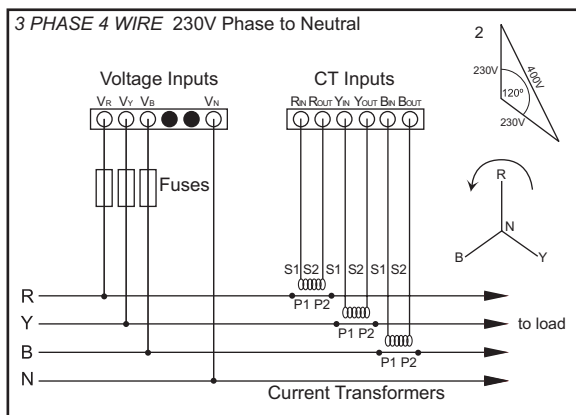 3 PHASE 4 WIRE 230V Phase to Neutral
2
Voltage Inputs
CT Inputs
VR VY VB VN
RIN ROUT YIN YOUT BIN BOUT
230V
400V
120º
230V
Fuses
R
N
B
Y
S1 S2 S1 S2 S1 S2
R
P1 P2
Y
to load
P1 P2
B
P1 P2
N
Current Transformers